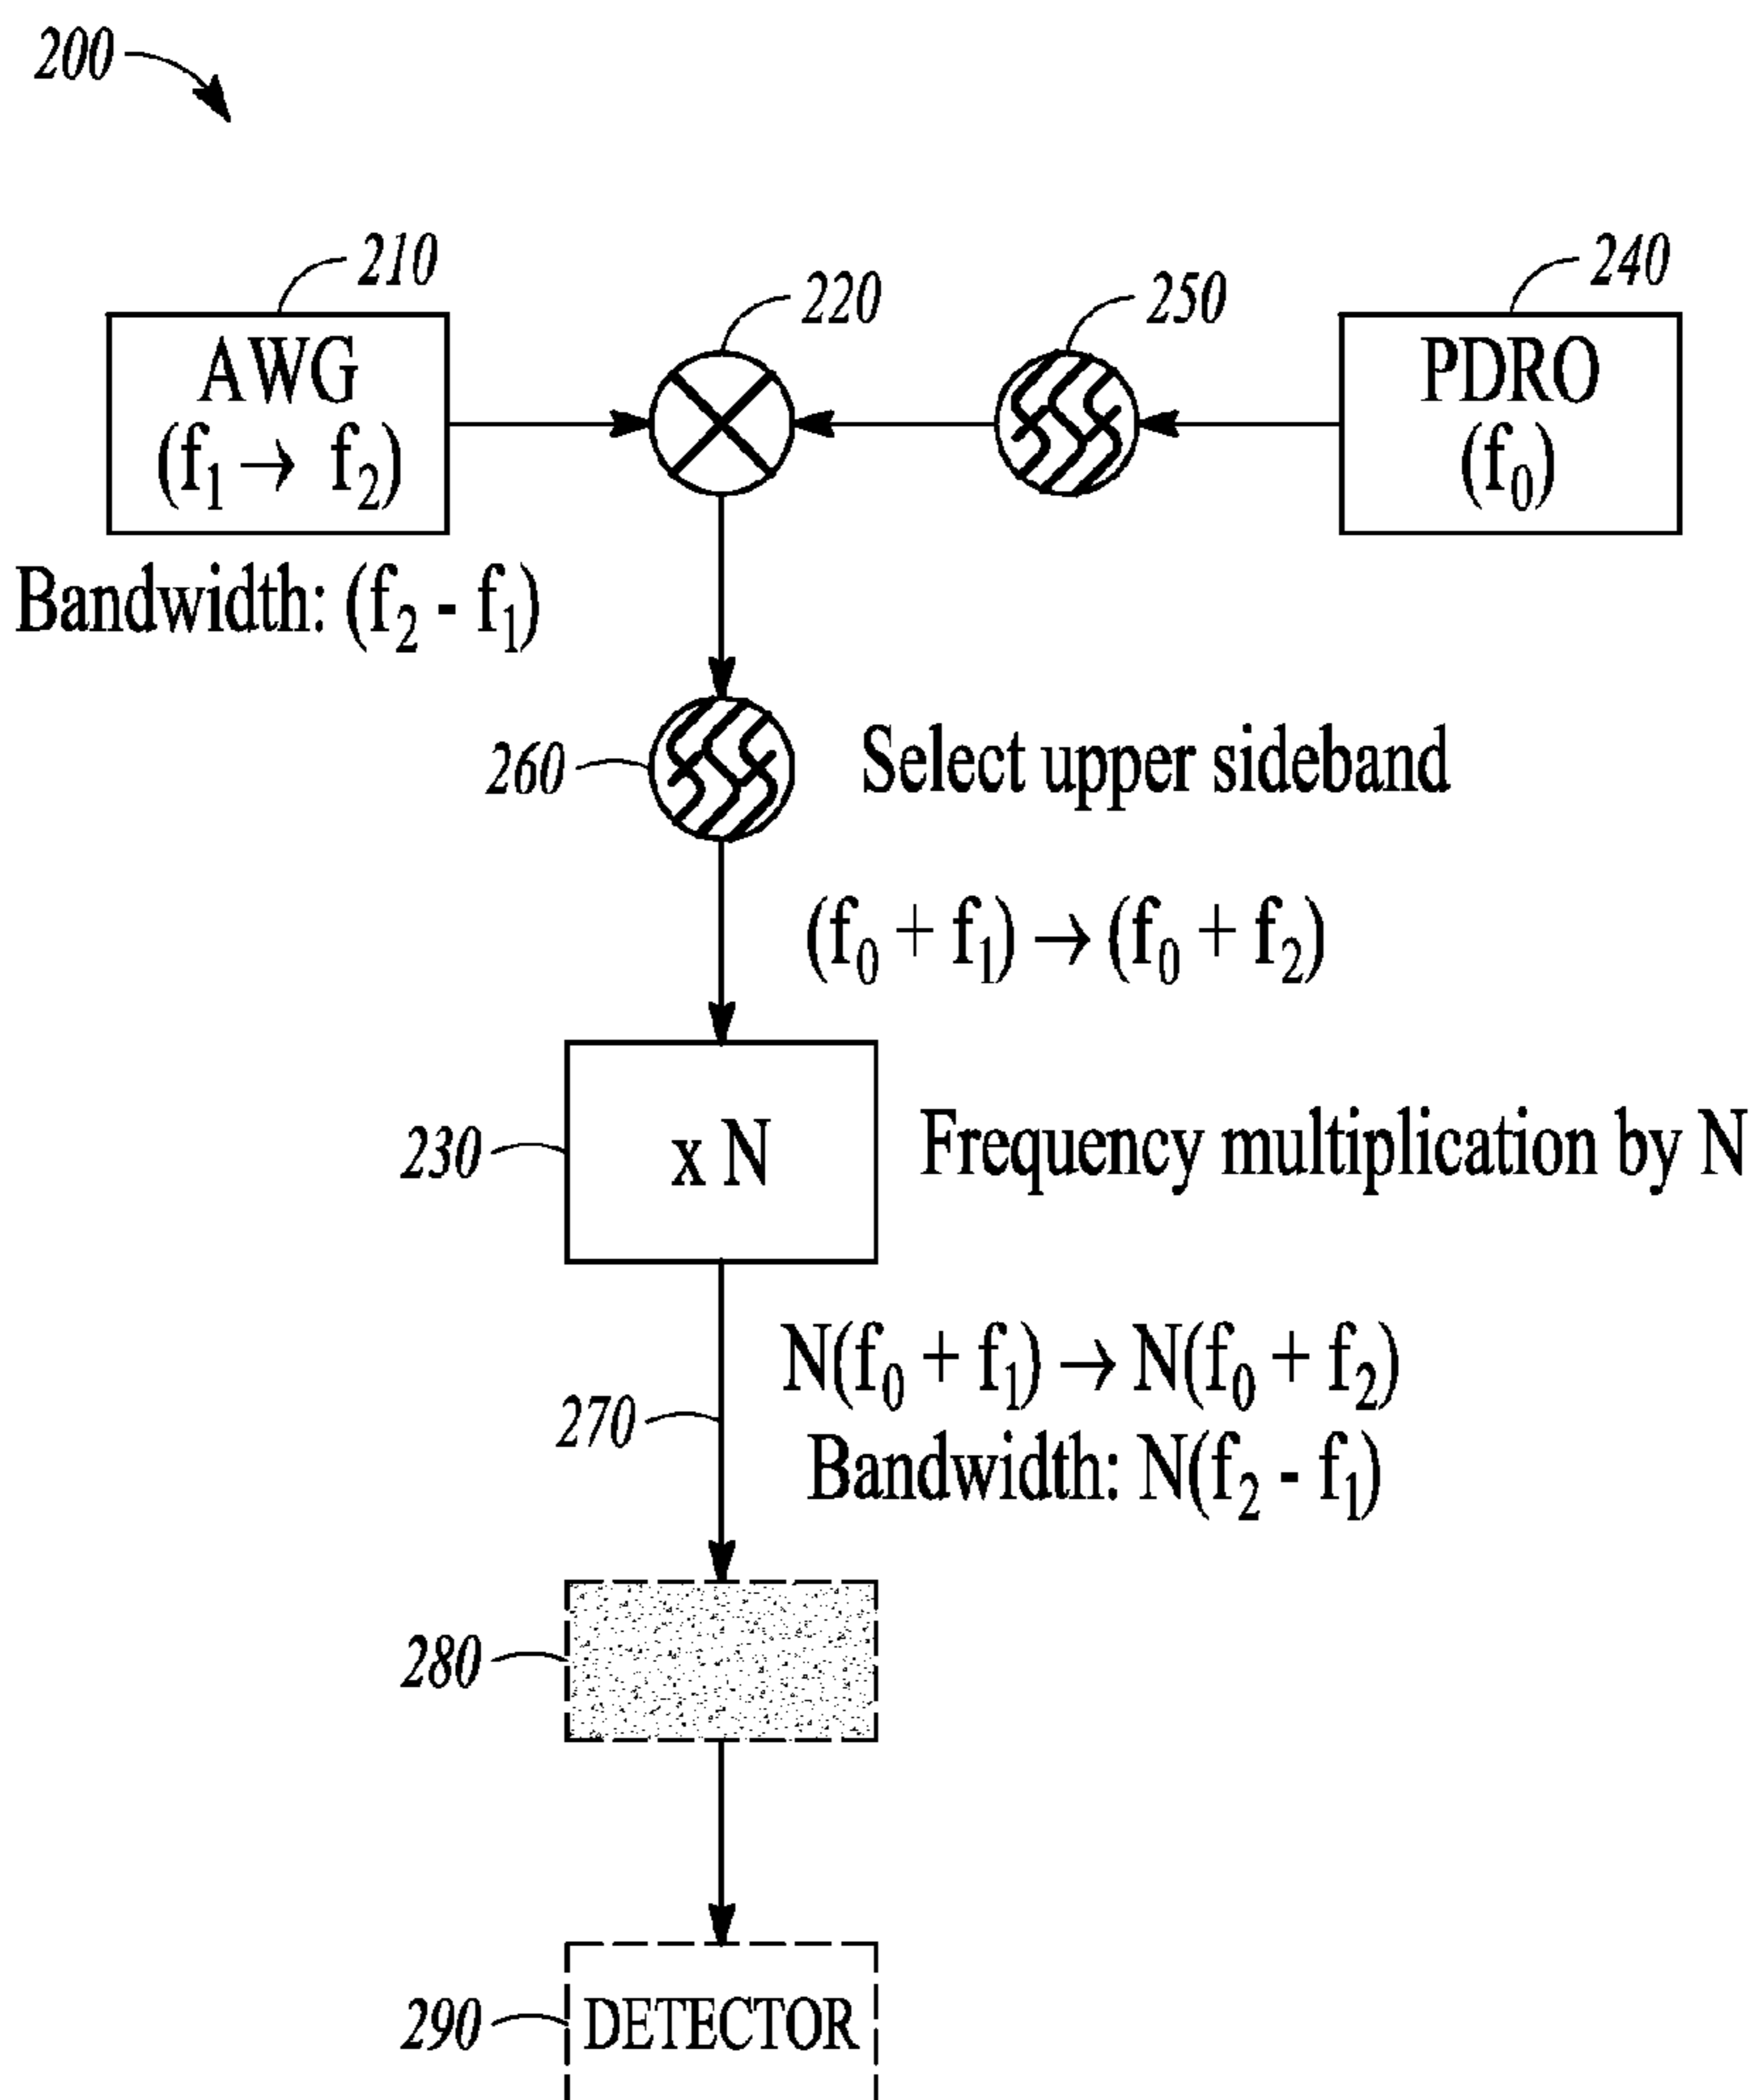 200
210
220
250
240
AWG
(f₁ → f₂)
PDRO
(f₀)
Bandwidth: (f₂ - f₁)
260
Select upper sideband
(f₀ + f₁) → (f₀ + f₂)
230
x N
Frequency multiplication by N
N(f₀ + f₁) → N(f₀ + f₂)
270
Bandwidth: N(f₂ - f₁)
280
290
DETECTOR